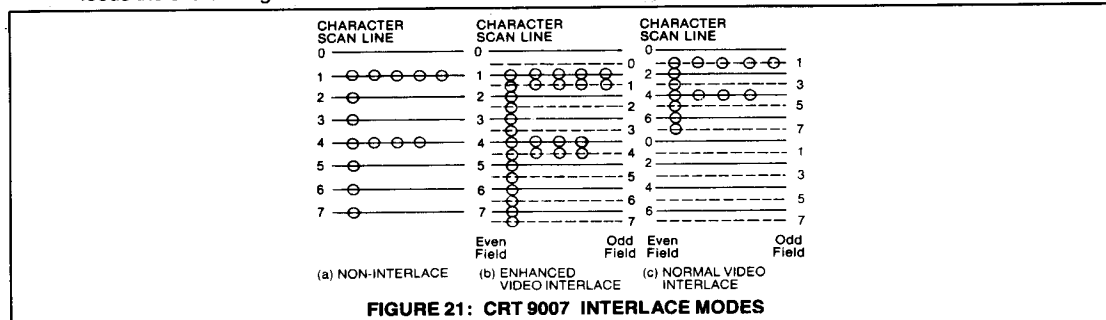 CHARACTER
SCAN LINE
0
1
2
3
4
5
6
7
(a) NON-INTERLACE
CHARACTER
SCAN LINE
0
0
1
1
2
2
3
3
4
4
5
5
6
6
7
7
Even
Field
Odd
Field
(b) ENHANCED
VIDEO INTERLACE
CHARACTER
SCAN LINE
0
1
2
3
4
5
6
7
0
1
2
3
4
5
6
7
Even
Field
Odd
Field
(c) NORMAL VIDEO
INTERLACE
FIGURE 21: CRT 9007 INTERLACE MODES